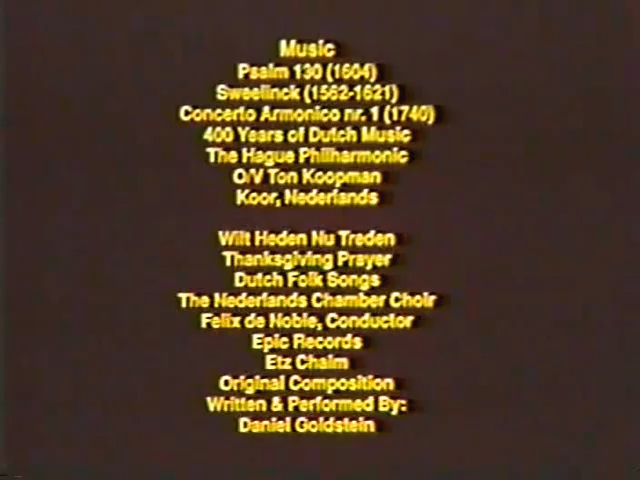 Music
Psalm 130 (1604)
Sweelinck (1562-1621)
Concerto Armonico nr. 1 (1740)
400 Years of Dutch Music
The Hague Philharmonic
O/V Ton Koopman
Koor, Nederlands
Wilt Heden Nu Treden
Thanksgiving Prayer
Dutch Folk Songs
The Nederlands Chamber Choir
Felix de Noble, Conductor
Epic Records
Etz Chaim
Original Composition
Written & Performed By:
Daniel Goldstein